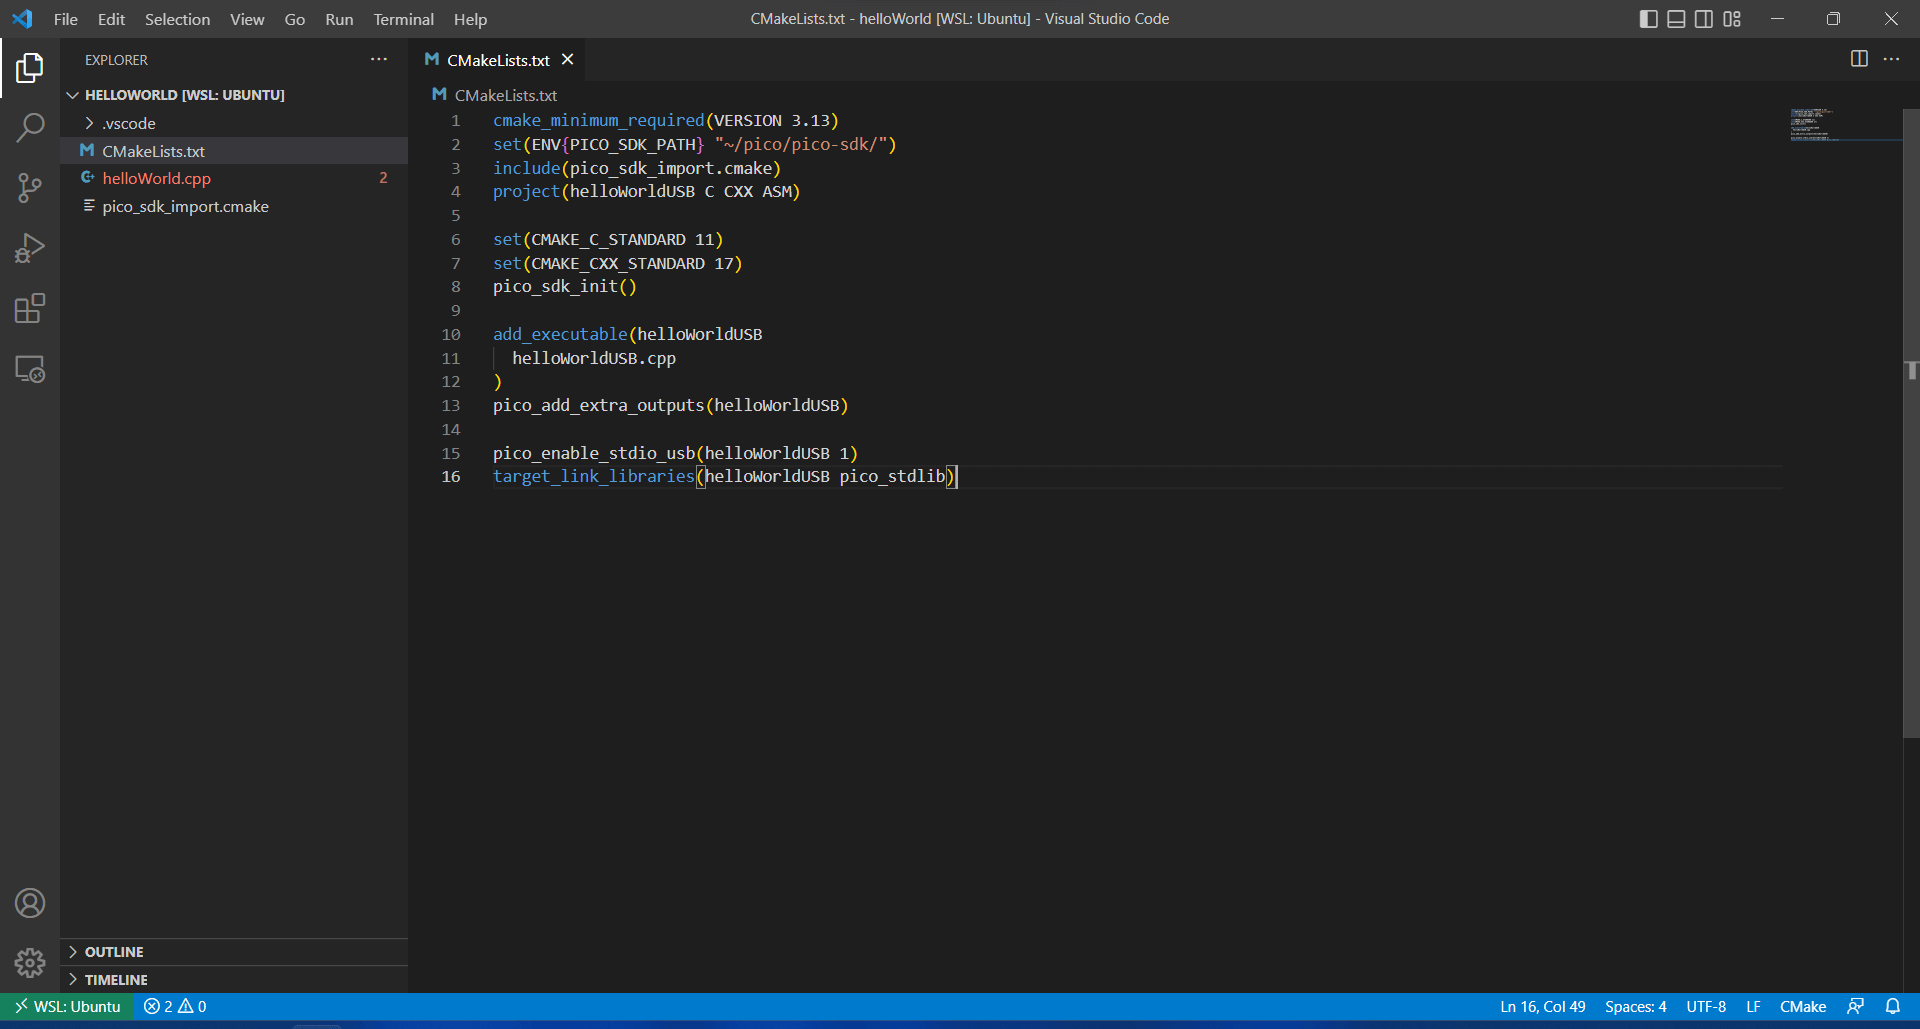 File Edit Selection View Go Run Terminal Help
CMakeLists.txt - helloWorld [WSL: Ubuntu] - Visual Studio Code
EXPLORER
HELLOWORLD [WSL: UBUNTU]
.vscode
CMakeLists.txt
helloWorld.cpp 2
pico_sdk_import.cmake
OUTLINE
TIMELINE
CMakeLists.txt
CMakeLists.txt
1 cmake_minimum_required(VERSION 3.13)
2 set(ENV{PICO_SDK_PATH} "~/pico/pico-sdk/")
3 include(pico_sdk_import.cmake)
4 project(helloWorldUSB C CXX ASM)
5
6 set(CMAKE_C_STANDARD 11)
7 set(CMAKE_CXX_STANDARD 17)
8 pico_sdk_init()
9
10 add_executable(helloWorldUSB
11 helloWorldUSB.cpp
12 )
13 pico_add_extra_outputs(helloWorldUSB)
14
15 pico_enable_stdio_usb(helloWorldUSB 1)
16 target_link_libraries(helloWorldUSB pico_stdlib)
WSL: Ubuntu 2 0 Ln 16, Col 49 Spaces: 4 UTF-8 LF CMake